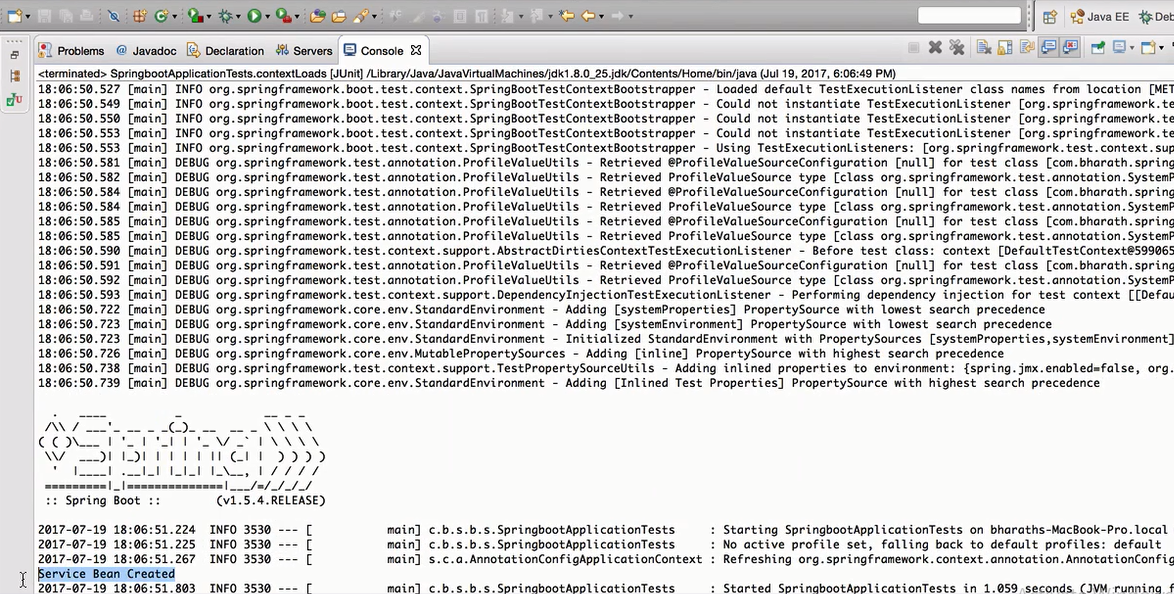 Java EE
Deb
Problems @ Javadoc Declaration Servers Console
<terminated> SpringbootApplicationTests.contextLoads [JUnit] /Library/Java/JavaVirtualMachines/jdk1.8.0_25.jdk/Contents/Home/bin/java (Jul 19, 2017, 6:06:49 PM)
18:06:50.527 [main] INFO org.springframework.boot.test.context.SpringBootTestContextBootstrapper - Loaded default TestExecutionListener class names from location [MET
18:06:50.549 [main] INFO org.springframework.boot.test.context.SpringBootTestContextBootstrapper - Could not instantiate TestExecutionListener [org.springframework.te
18:06:50.550 [main] INFO org.springframework.boot.test.context.SpringBootTestContextBootstrapper - Could not instantiate TestExecutionListener [org.springframework.te
18:06:50.553 [main] INFO org.springframework.boot.test.context.SpringBootTestContextBootstrapper - Could not instantiate TestExecutionListener [org.springframework.te
18:06:50.553 [main] INFO org.springframework.boot.test.context.SpringBootTestContextBootstrapper - Using TestExecutionListeners: [org.springframework.test.context.sup
18:06:50.581 [main] DEBUG org.springframework.test.annotation.ProfileValueUtils - Retrieved @ProfileValueSourceConfiguration [null] for test class [com.bharath.spring
18:06:50.582 [main] DEBUG org.springframework.test.annotation.ProfileValueUtils - Retrieved ProfileValueSource type [class org.springframework.test.annotation.SystemP
18:06:50.584 [main] DEBUG org.springframework.test.annotation.ProfileValueUtils - Retrieved @ProfileValueSourceConfiguration [null] for test class [com.bharath.spring
18:06:50.584 [main] DEBUG org.springframework.test.annotation.ProfileValueUtils - Retrieved ProfileValueSource type [class org.springframework.test.annotation.SystemP
18:06:50.585 [main] DEBUG org.springframework.test.annotation.ProfileValueUtils - Retrieved @ProfileValueSourceConfiguration [null] for test class [com.bharath.spring
18:06:50.585 [main] DEBUG org.springframework.test.annotation.ProfileValueUtils - Retrieved ProfileValueSource type [class org.springframework.test.annotation.SystemP
18:06:50.590 [main] DEBUG org.springframework.test.context.support.AbstractDirtiesContextTestExecutionListener - Before test class: context [DefaultTestContext@599065
18:06:50.591 [main] DEBUG org.springframework.test.annotation.ProfileValueUtils - Retrieved @ProfileValueSourceConfiguration [null] for test class [com.bharath.spring
18:06:50.592 [main] DEBUG org.springframework.test.annotation.ProfileValueUtils - Retrieved ProfileValueSource type [class org.springframework.test.annotation.SystemP
18:06:50.593 [main] DEBUG org.springframework.test.context.support.DependencyInjectionTestExecutionListener - Performing dependency injection for test context [[Defau
18:06:50.722 [main] DEBUG org.springframework.core.env.StandardEnvironment - Adding [systemProperties] PropertySource with lowest search precedence
18:06:50.723 [main] DEBUG org.springframework.core.env.StandardEnvironment - Adding [systemEnvironment] PropertySource with lowest search precedence
18:06:50.723 [main] DEBUG org.springframework.core.env.StandardEnvironment - Initialized StandardEnvironment with PropertySources [systemProperties,systemEnvironment]
18:06:50.726 [main] DEBUG org.springframework.core.env.MutablePropertySources - Adding [inline] PropertySource with highest search precedence
18:06:50.738 [main] DEBUG org.springframework.test.context.support.TestPropertySourceUtils - Adding inlined properties to environment: {spring.jmx.enabled=false, org.
18:06:50.739 [main] DEBUG org.springframework.core.env.StandardEnvironment - Adding [Inlined Test Properties] PropertySource with highest search precedence
:: Spring Boot :: (v1.5.4.RELEASE)
2017-07-19 18:06:51.224 INFO 3530 --- [ main] c.b.s.b.s.SpringbootApplicationTests : Starting SpringbootApplicationTests on bharaths-MacBook-Pro.local
2017-07-19 18:06:51.225 INFO 3530 --- [ main] c.b.s.b.s.SpringbootApplicationTests : No active profile set, falling back to default profiles: default
2017-07-19 18:06:51.267 INFO 3530 --- [ main] s.c.a.AnnotationConfigApplicationContext : Refreshing org.springframework.context.annotation.AnnotationConfig
Service Bean Created
2017-07-19 18:06:51.803 INFO 3530 --- [ main] c.b.s.b.s.SpringbootApplicationTests : Started SpringbootApplicationTests in 1.059 seconds (JVM running f